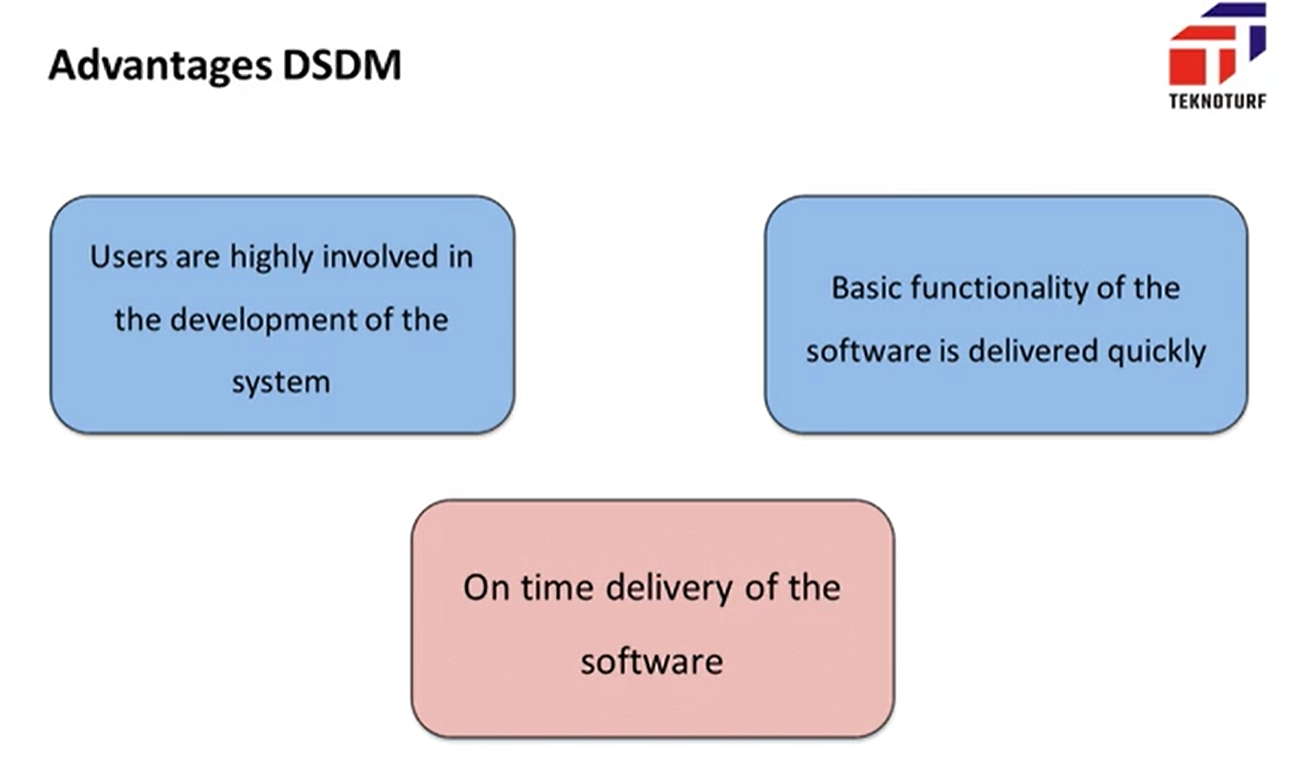 Advantages DSDM
TEKNOTURF
Users are highly involved in
the development of the
system
Basic functionality of the
software is delivered quickly
On time delivery of the
software